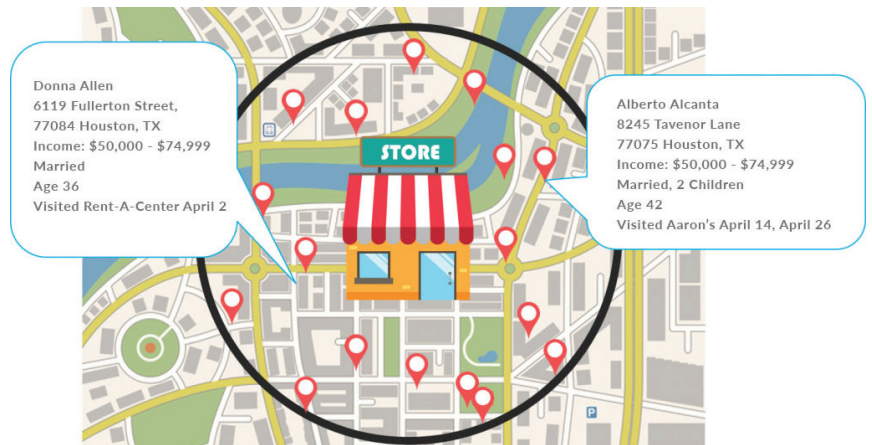 Donna Allen
6119 Fullerton Street,
77084 Houston, TX
Income: $50,000 - $74,999
Married
Age 36
Visited Rent-A-Center April 2
STORE
Alberto Alcanta
8245 Tavenor Lane
77075 Houston, TX
Income: $50,000 - $74,999
Married, 2 Children
Age 42
Visited Aaron's April 14, April 26
P